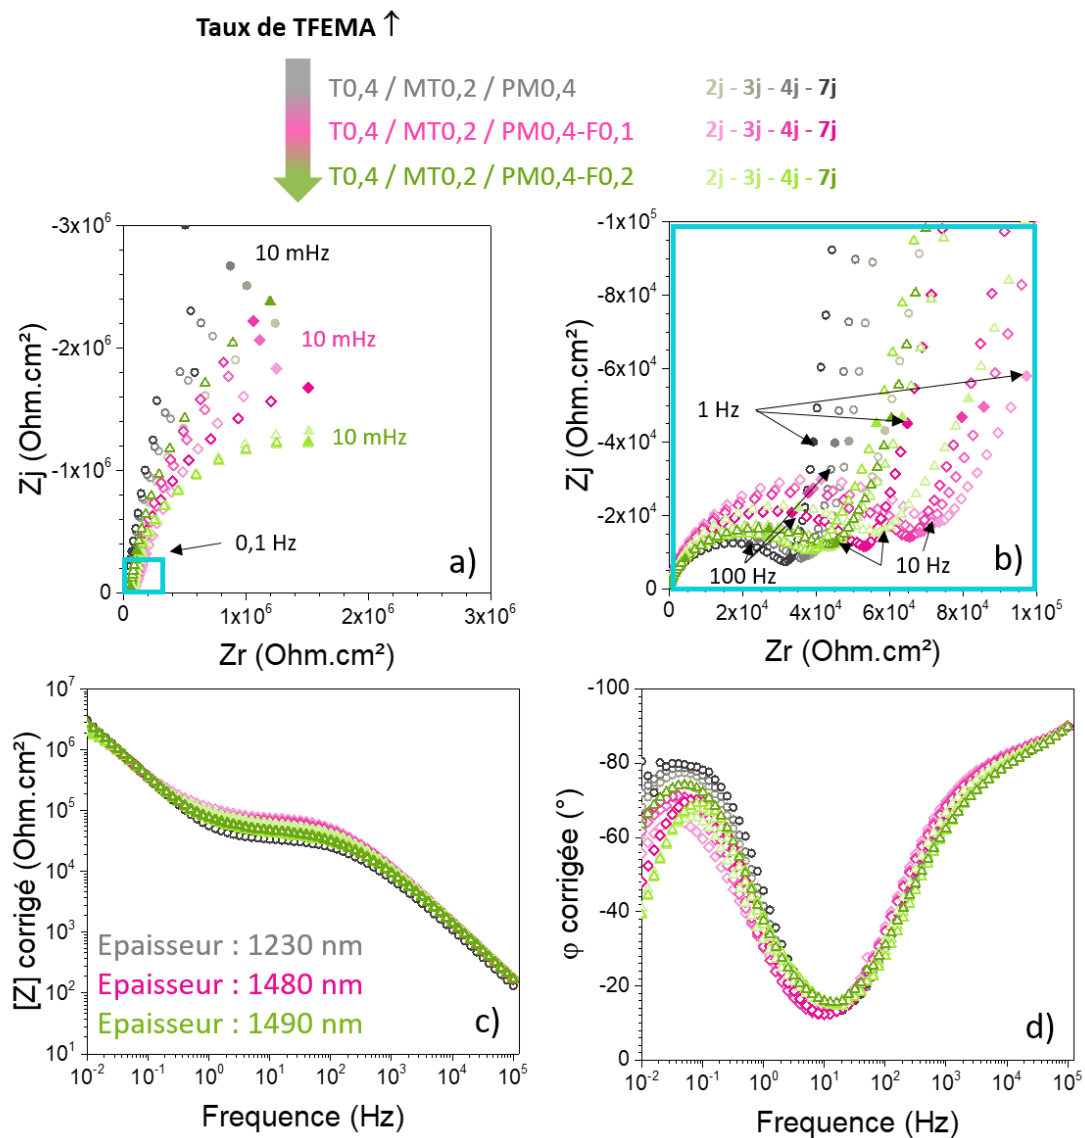 Taux de TFEMA ↑
T0,4 / MT0,2 / PM0,4 2j - 3j - 4j - 7j
T0,4 / MT0,2 / PM0,4-F0,1 2j - 3j - 4j - 7j
T0,4 / MT0,2 / PM0,4-F0,2 2j - 3j - 4j - 7j
-3x10⁶
-2x10⁶
-1x10⁶
0
Zj (Ohm.cm²)
10 mHz
10 mHz
10 mHz
0,1 Hz
a)
0 1x10⁶ 2x10⁶ 3x10⁶
Zr (Ohm.cm²)
-1x10⁵
-8x10⁴
-6x10⁴
-4x10⁴
-2x10⁴
0
Zj (Ohm.cm²)
1 Hz
100 Hz
10 Hz
b)
0 2x10⁴ 4x10⁴ 6x10⁴ 8x10⁴ 1x10⁵
Zr (Ohm.cm²)
10⁷
10⁶
10⁵
10⁴
10³
10²
10¹
[Z] corrigé (Ohm.cm²)
Epaisseur : 1230 nm
Epaisseur : 1480 nm
Epaisseur : 1490 nm
c)
10⁻² 10⁻¹ 10⁰ 10¹ 10² 10³ 10⁴ 10⁵
Frequence (Hz)
-100
-80
-60
-40
-20
0
φ corrigée (°)
d)
10⁻² 10⁻¹ 10⁰ 10¹ 10² 10³ 10⁴ 10⁵
Frequence (Hz)